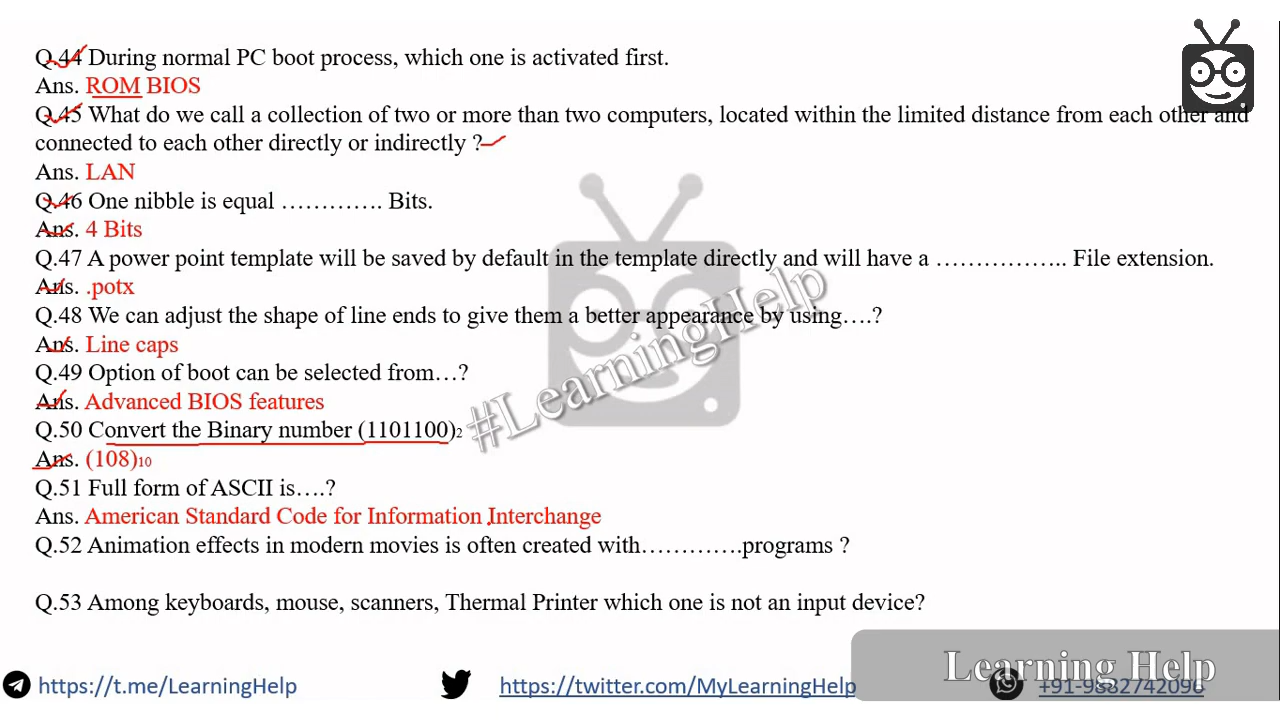 Q.44 During normal PC boot process, which one is activated first.
Ans. ROM BIOS
Q.45 What do we call a collection of two or more than two computers, located within the limited distance from each other and
connected to each other directly or indirectly ?
Ans. LAN
Q.46 One nibble is equal …………. Bits.
Ans. 4 Bits
Q.47 A power point template will be saved by default in the template directly and will have a …………….. File extension.
Ans. .potx
Q.48 We can adjust the shape of line ends to give them a better appearance by using….?
Ans. Line caps
Q.49 Option of boot can be selected from…?
Ans. Advanced BIOS features
Q.50 Convert the Binary number (1101100)2
Ans. (108)10
Q.51 Full form of ASCII is….?
Ans. American Standard Code for Information Interchange
Q.52 Animation effects in modern movies is often created with………….programs ?
Q.53 Among keyboards, mouse, scanners, Thermal Printer which one is not an input device?
#LearningHelp
Learning Help
https://t.me/LearningHelp https://twitter.com/MyLearningHelp +91-9882742096